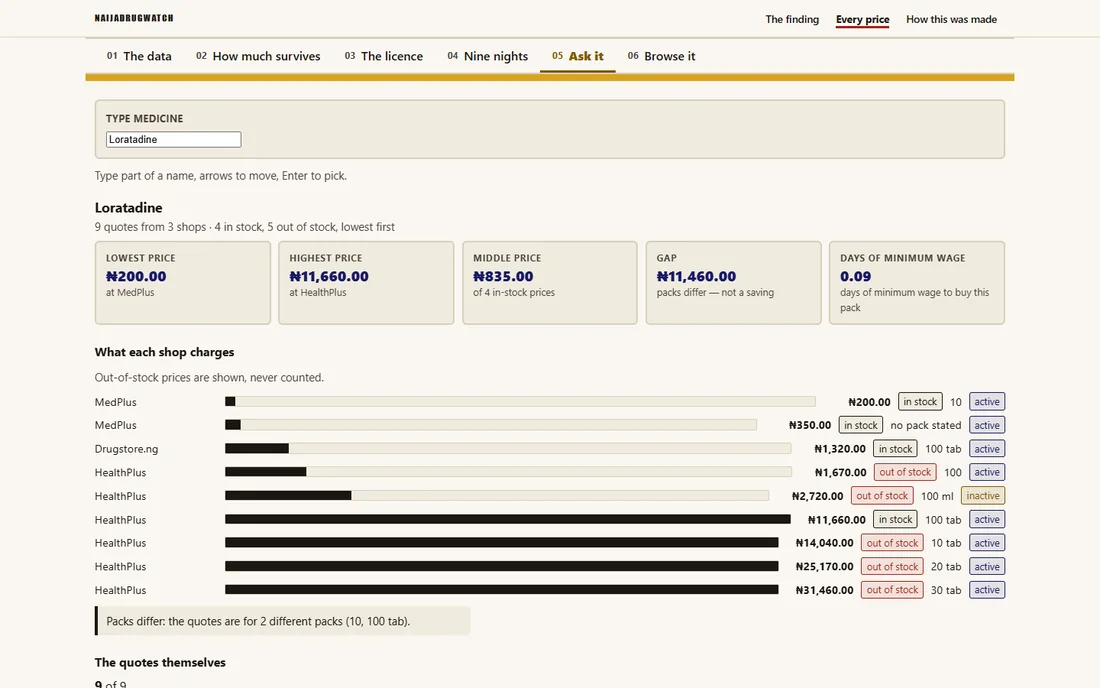 NAIJADRUGWATCH
The finding Every price How this was made
01 The data 02 How much survives 03 The licence 04 Nine nights 05 Ask it 06 Browse it
TYPE MEDICINE
Loratadine
Type part of a name, arrows to move, Enter to pick.
Loratadine
9 quotes from 3 shops · 4 in stock, 5 out of stock, lowest first
LOWEST PRICE
₦200.00
at MedPlus
HIGHEST PRICE
₦11,660.00
at HealthPlus
MIDDLE PRICE
₦835.00
of 4 in-stock prices
GAP
₦11,460.00
packs differ — not a saving
DAYS OF MINIMUM WAGE
0.09
days of minimum wage to buy this
pack
What each shop charges
Out-of-stock prices are shown, never counted.
MedPlus ₦200.00 in stock 10 active
MedPlus ₦350.00 in stock no pack stated active
Drugstore.ng ₦1,320.00 in stock 100 tab active
HealthPlus ₦1,670.00 out of stock 100 active
HealthPlus ₦2,720.00 out of stock 100 ml inactive
HealthPlus ₦11,660.00 in stock 100 tab active
HealthPlus ₦14,040.00 out of stock 10 tab active
HealthPlus ₦25,170.00 out of stock 20 tab active
HealthPlus ₦31,460.00 out of stock 30 tab active
Packs differ: the quotes are for 2 different packs (10, 100 tab).
The quotes themselves
9 of 9